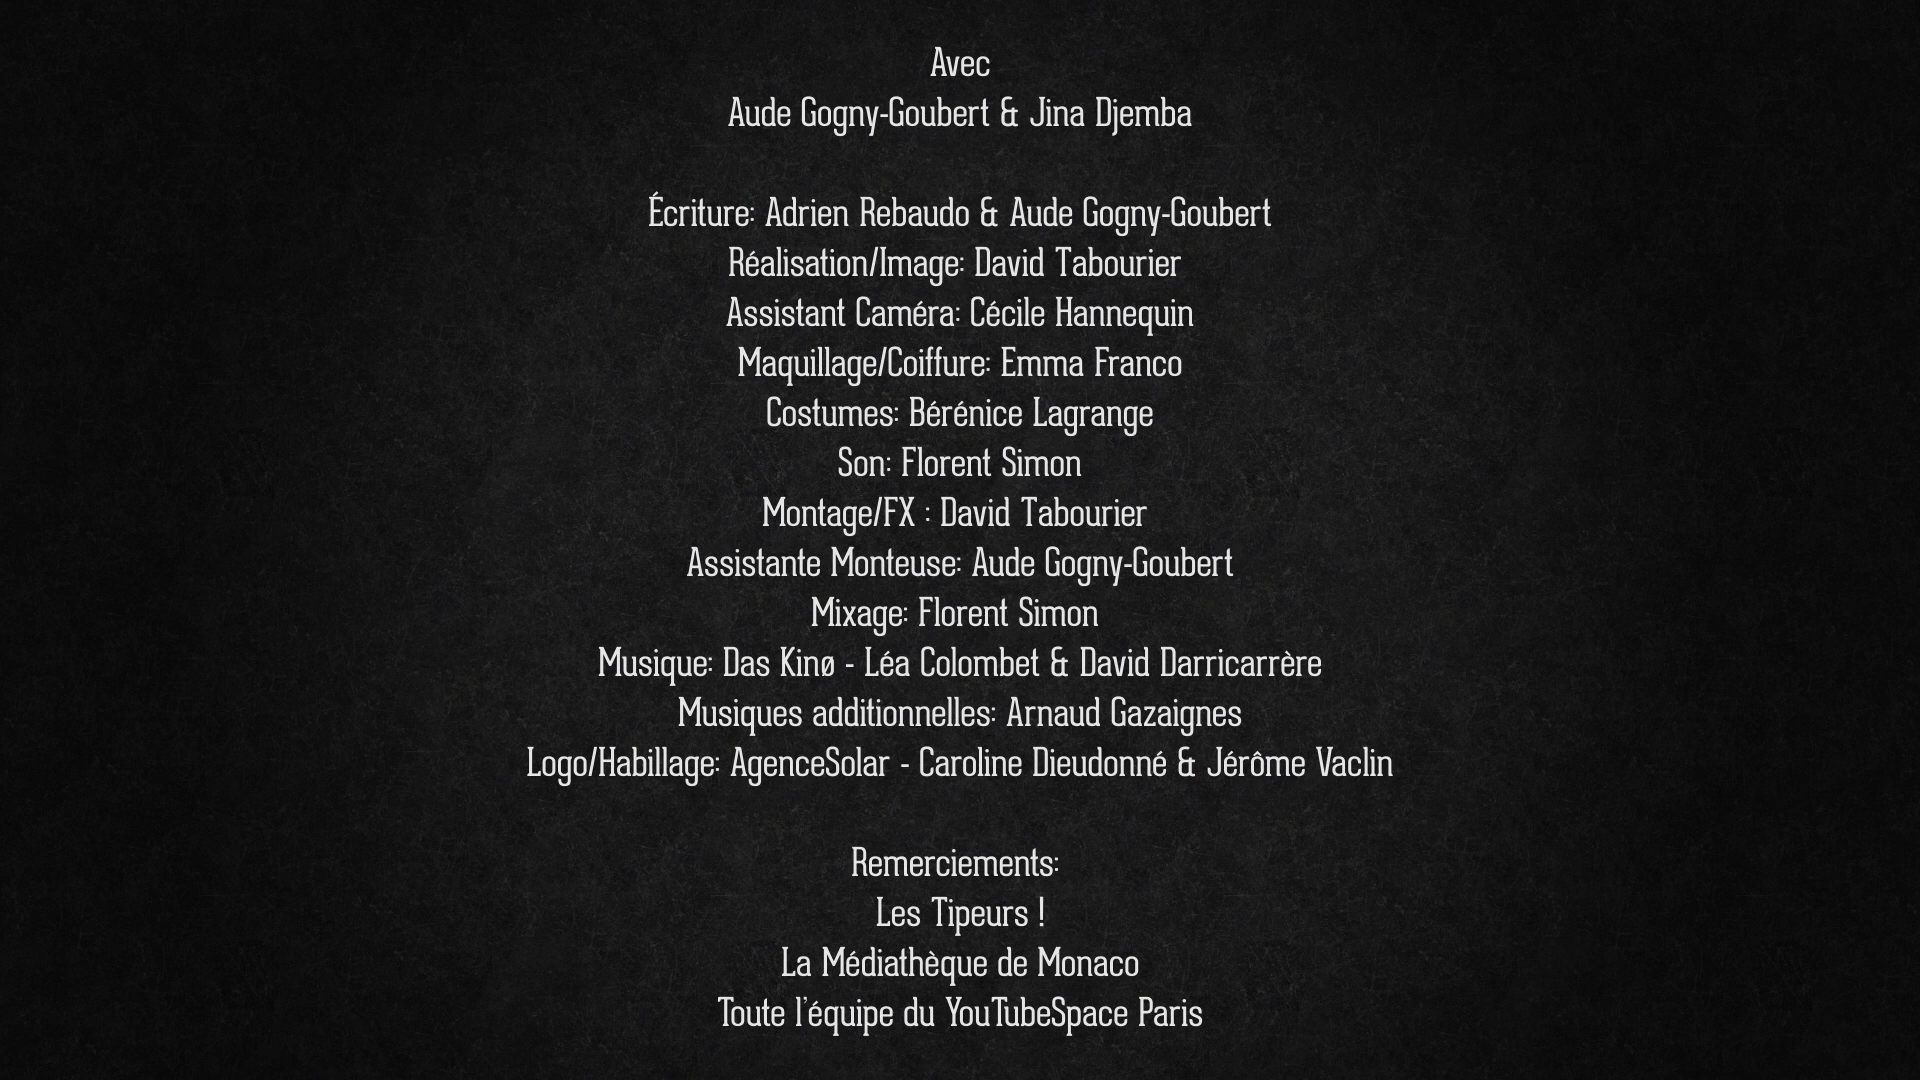 Avec
Aude Gogny-Goubert & Jina Djemba
Écriture: Adrien Rebaudo & Aude Gogny-Goubert
Réalisation/Image: David Tabourier
Assistant Caméra: Cécile Hannequin
Maquillage/Coiffure: Emma Franco
Costumes: Bérénice Lagrange
Son: Florent Simon
Montage/FX : David Tabourier
Assistante Monteuse: Aude Gogny-Goubert
Mixage: Florent Simon
Musique: Das Kinø - Léa Colombet & David Darricarrère
Musiques additionnelles: Arnaud Gazaignes
Logo/Habillage: AgenceSolar - Caroline Dieudonné & Jérôme Vaclin
Remerciements:
Les Tipeurs !
La Médiathèque de Monaco
Toute l'équipe du YouTubeSpace Paris